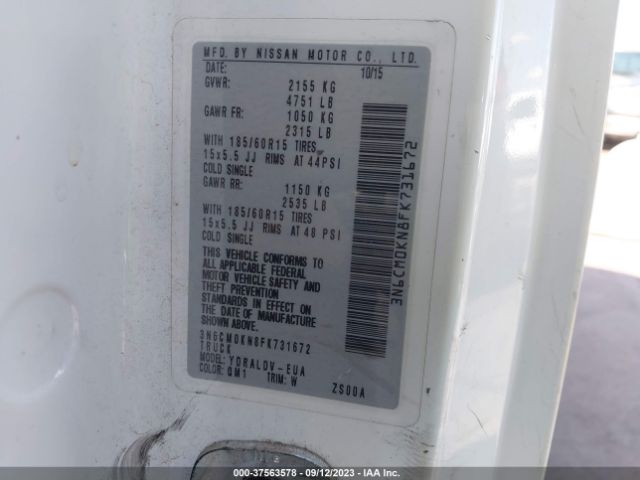 MFD. BY NISSAN MOTOR CO., LTD.
DATE: 10/15
GVWR: 2155 KG
4751 LB
GAWR FR: 1050 KG
2315 LB
WITH 185/60R15 TIRES
15x5.5 JJ RIMS AT 44PSI
COLD SINGLE
GAWR RR: 1150 KG
2535 LB
WITH 185/60R15 TIRES
15x5.5 JJ RIMS AT 48 PSI
COLD SINGLE
THIS VEHICLE CONFORMS TO
ALL APPLICABLE FEDERAL
MOTOR VEHICLE SAFETY AND
THEFT PREVENTION
STANDARDS IN EFFECT ON
THE DATE OF MANUFACTURE
SHOWN ABOVE
3N6CM0KN8FK731672
TRUCK
MODEL: YDRALDV-EUA
COLOR: QM1 TRIM: W ZS00A
3N6CM0KN8FK731672
000-37563578 - 09/12/2023 - IAA Inc.